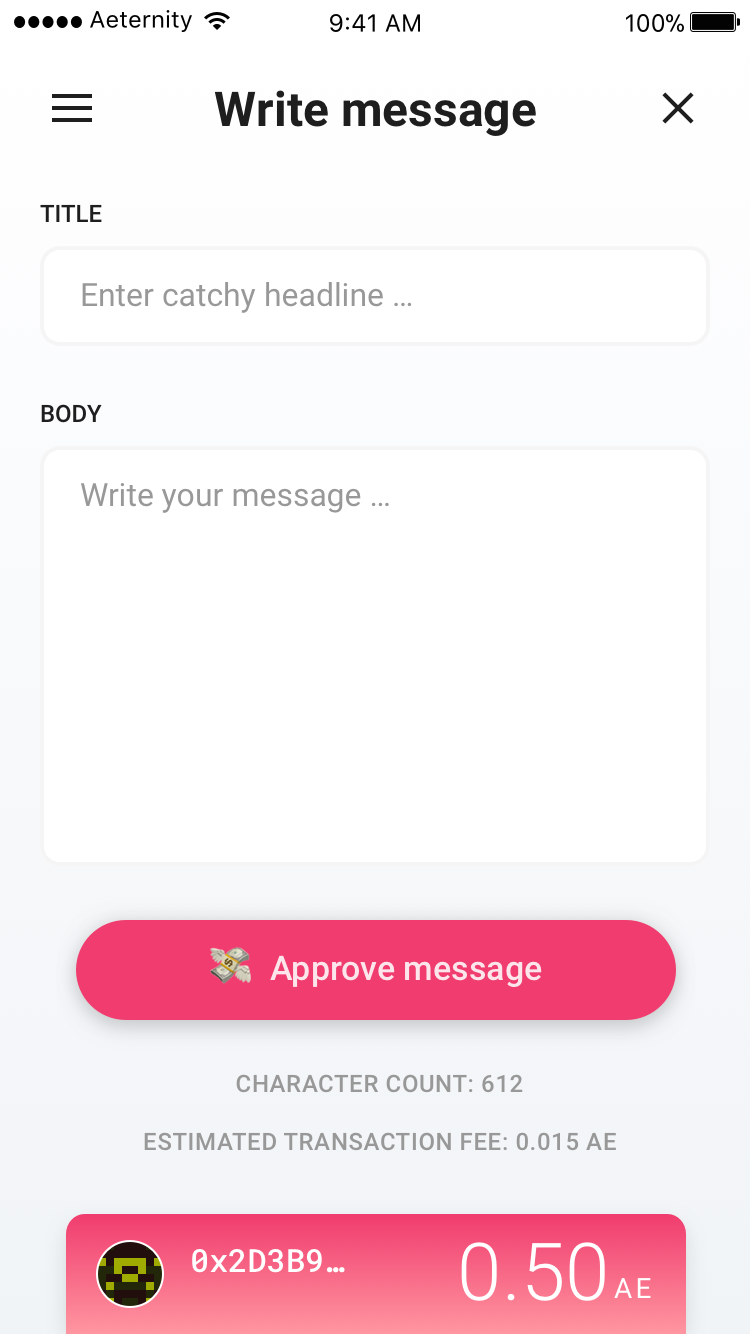 Aeternity 9:41 AM 100%
Write message
TITLE
Enter catchy headline …
BODY
Write your message …
Approve message
CHARACTER COUNT: 612
ESTIMATED TRANSACTION FEE: 0.015 AE
0x2D3B9… 0.50 AE